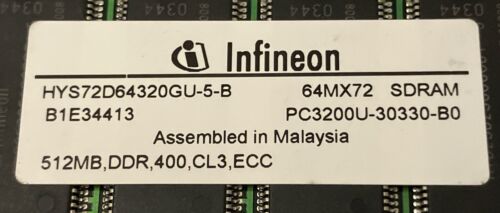 Infineon
HYS72D64320GU-5-B 64MX72 SDRAM
B1E34413 PC3200U-30330-B0
Assembled in Malaysia
512MB,DDR,400,CL3,ECC